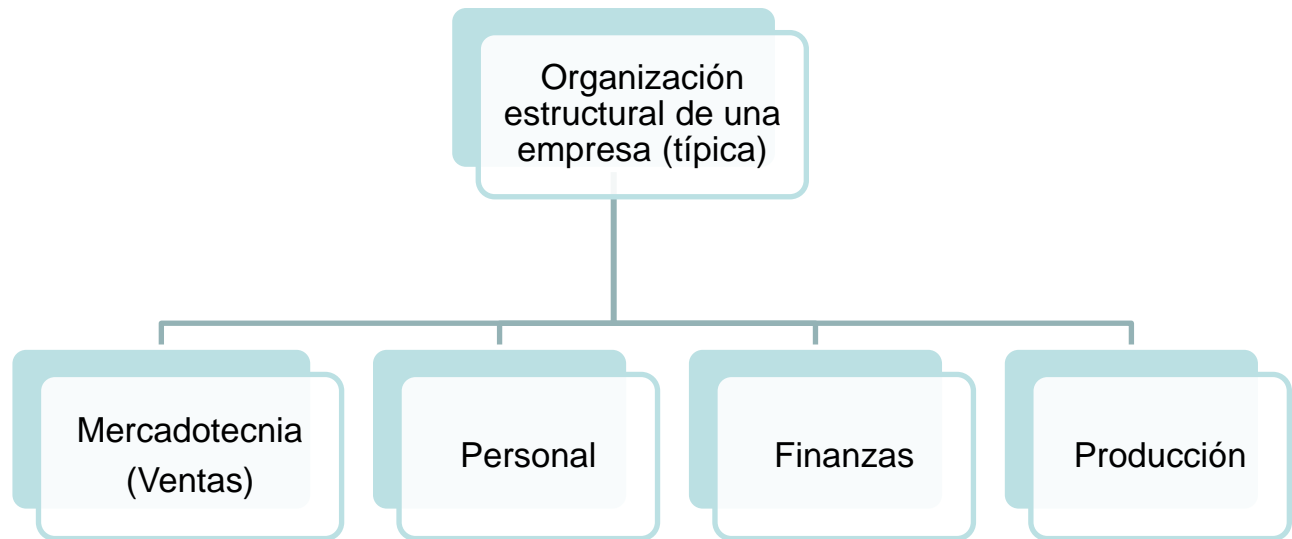 Organización
estructural de una
empresa (típica)
Mercadotecnia
(Ventas)
Personal
Finanzas
Producción